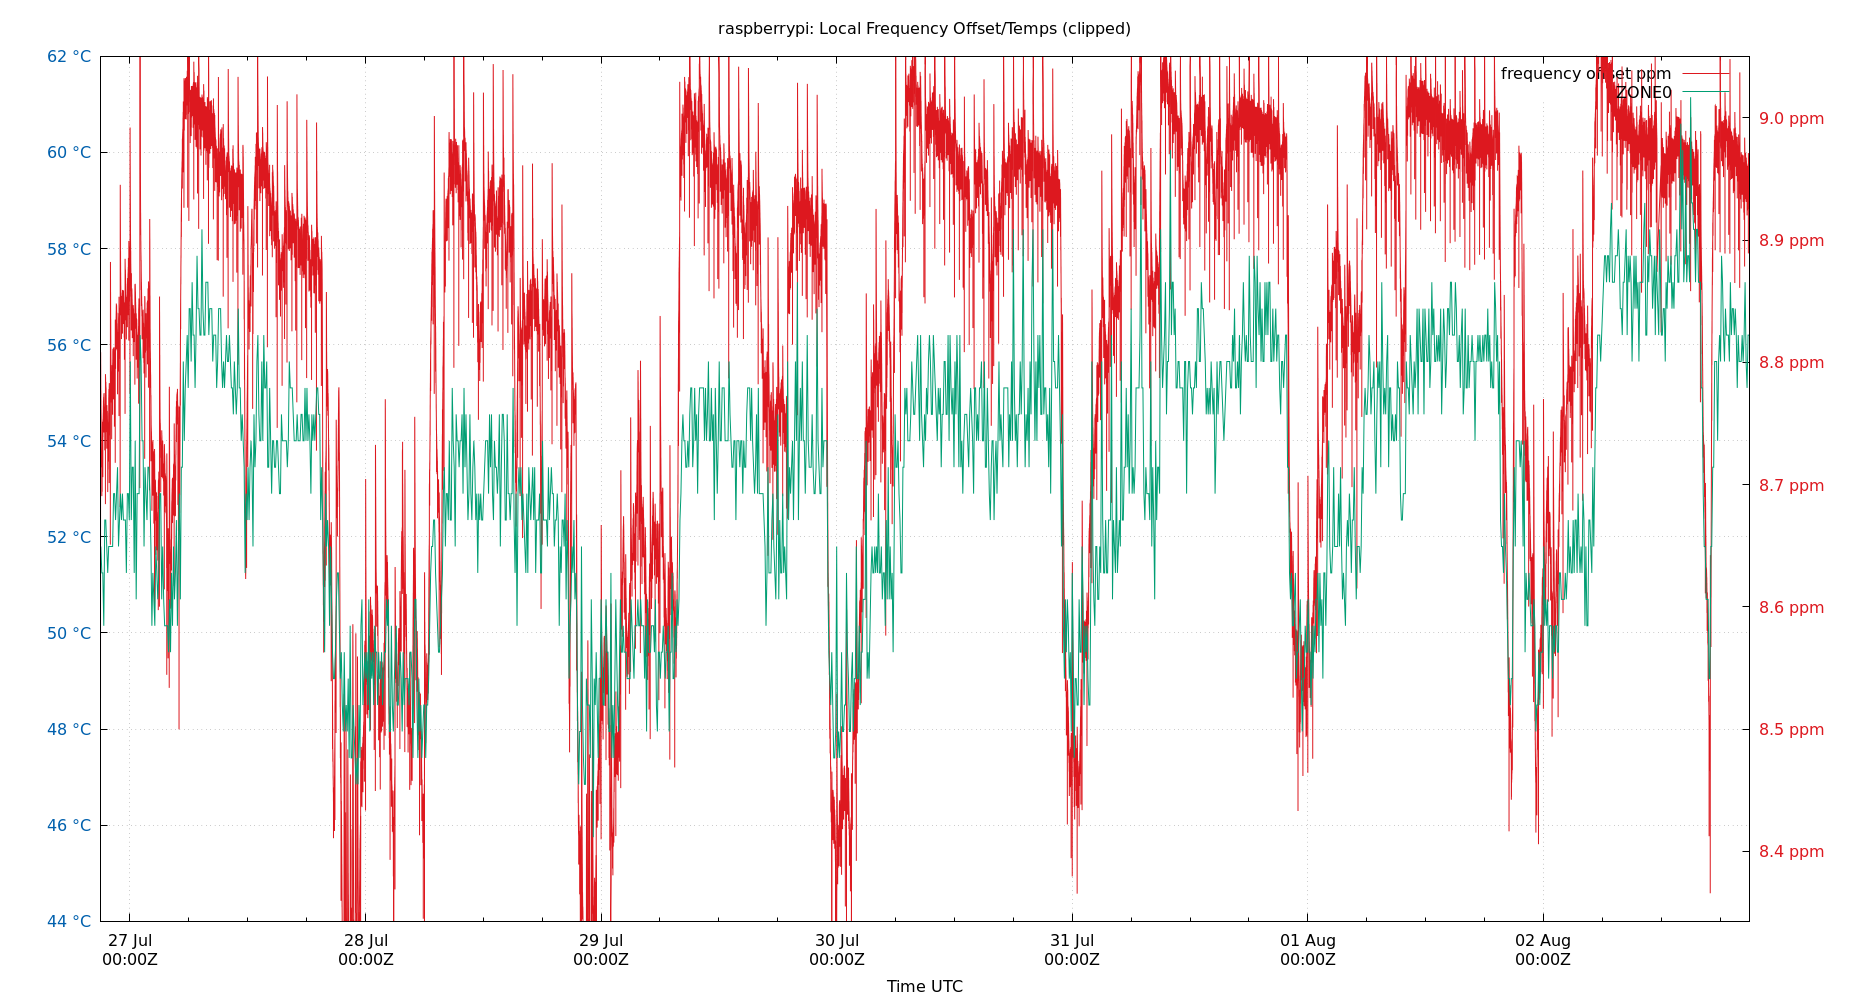 raspberrypi: Local Frequency Offset/Temps (clipped)
62 °C
60 °C
58 °C
56 °C
54 °C
52 °C
50 °C
48 °C
46 °C
44 °C
frequency offset ppm
ZONE0
9.0 ppm
8.9 ppm
8.8 ppm
8.7 ppm
8.6 ppm
8.5 ppm
8.4 ppm
27 Jul
00:00Z
28 Jul
00:00Z
29 Jul
00:00Z
30 Jul
00:00Z
31 Jul
00:00Z
01 Aug
00:00Z
02 Aug
00:00Z
Time UTC